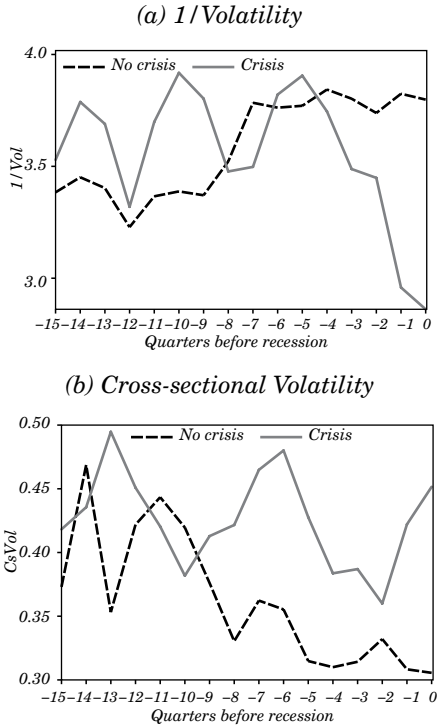 (a) 1/Volatility
4.0
No crisis Crisis
3.5
1/Vol
3.0
−15−14−13−12−11−10−9 −8 −7 −6 −5 −4 −3 −2 −1 0
Quarters before recession
(b) Cross-sectional Volatility
0.50
No crisis Crisis
0.45
0.40
CsVol
0.35
0.30
−15−14−13−12−11−10−9 −8 −7 −6 −5 −4 −3 −2 −1 0
Quarters before recession